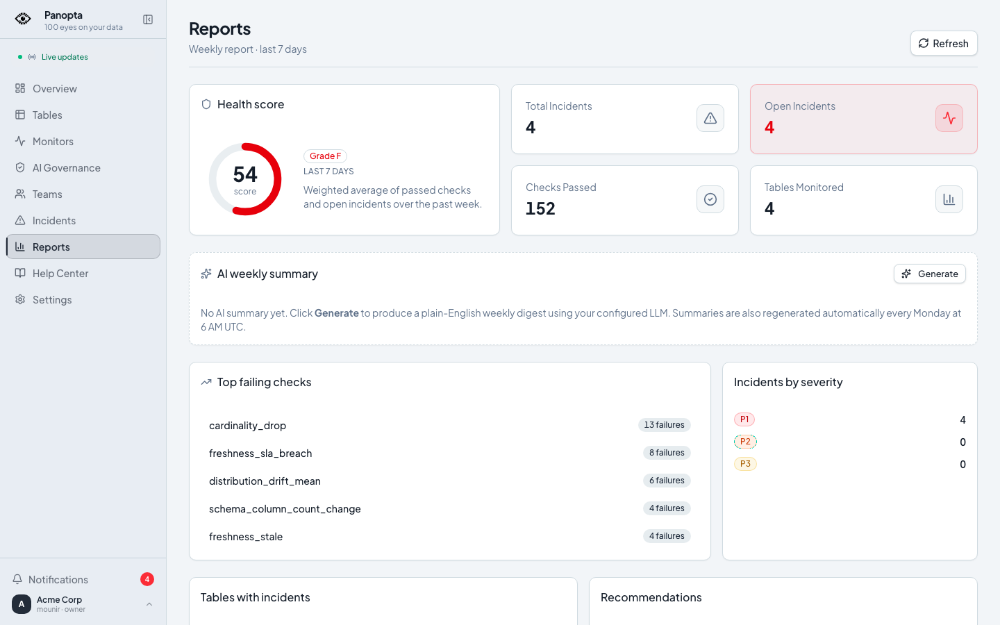 Panopta
100 eyes on your data
Live updates
Overview
Tables
Monitors
AI Governance
Teams
Incidents
Reports
Help Center
Settings
Notifications
4
A
Acme Corp
mounir · owner
Reports
Weekly report · last 7 days
Refresh
Health score
54
score
Grade F
LAST 7 DAYS
Weighted average of passed checks
and open incidents over the past week.
Total Incidents
4
Open Incidents
4
Checks Passed
152
Tables Monitored
4
AI weekly summary
Generate
No AI summary yet. Click Generate to produce a plain-English weekly digest using your configured LLM. Summaries are also regenerated automatically every Monday at
6 AM UTC.
Top failing checks
cardinality_drop
13 failures
freshness_sla_breach
8 failures
distribution_drift_mean
6 failures
schema_column_count_change
4 failures
freshness_stale
4 failures
Incidents by severity
P1
4
P2
0
P3
0
Tables with incidents
Recommendations